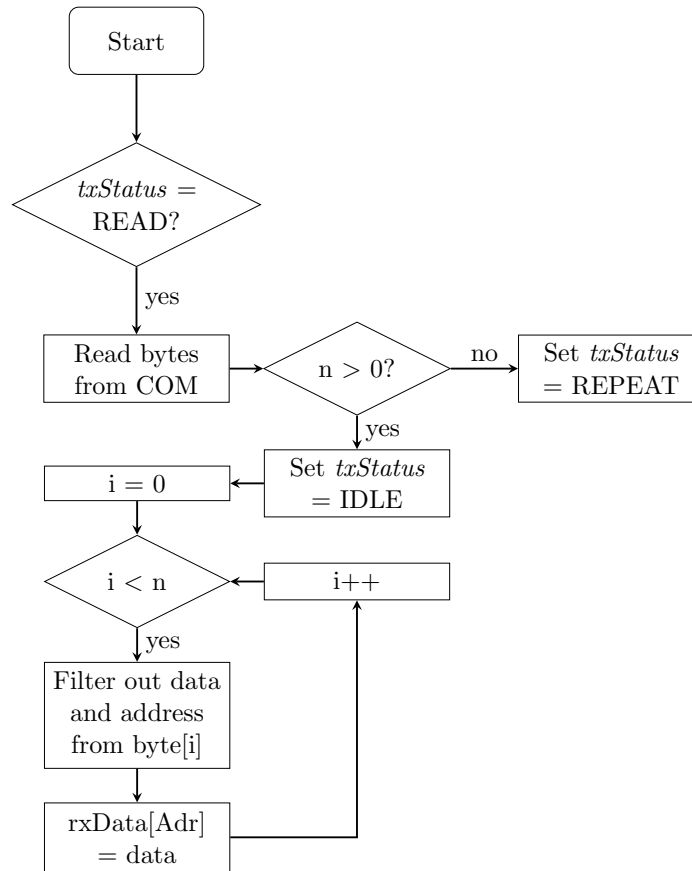 Start
txStatus =
READ?
yes
Read bytes
from COM
n > 0?
no
Set txStatus
= REPEAT
yes
Set txStatus
= IDLE
i = 0
i < n
i++
yes
Filter out data
and address
from byte[i]
rxData[Adr]
= data